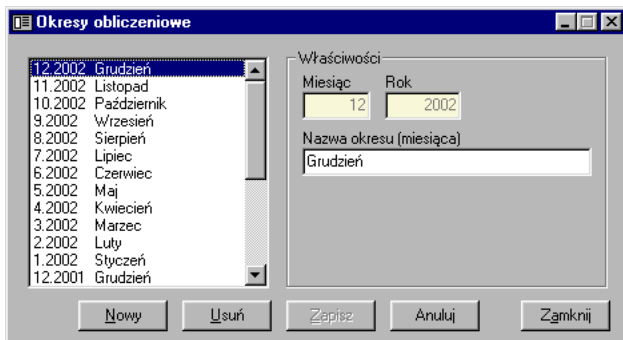 Okresy obliczeniowe
12.2002 Grudzień
11.2002 Listopad
10.2002 Październik
9.2002 Wrzesień
8.2002 Sierpień
7.2002 Lipiec
6.2002 Czerwiec
5.2002 Maj
4.2002 Kwiecień
3.2002 Marzec
2.2002 Luty
1.2002 Styczeń
12.2001 Grudzień
Właściwości
Miesiąc Rok
12 2002
Nazwa okresu (miesiąca)
Grudzień
Nowy Usuń Zapisz Anuluj Zamknij